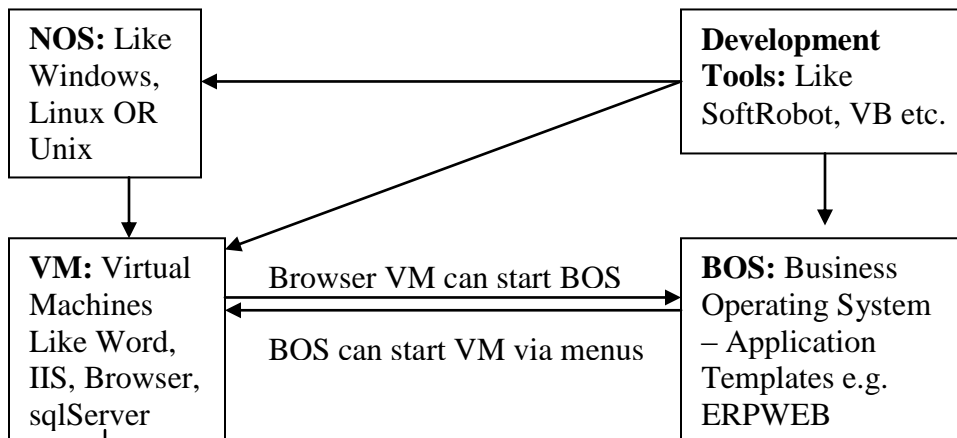 NOS: Like
Windows,
Linux OR
Unix
Development
Tools: Like
SoftRobot, VB etc.
VM: Virtual
Machines
Like Word,
IIS, Browser,
sqlServer
Browser VM can start BOS
BOS can start VM via menus
BOS: Business
Operating System
– Application
Templates e.g.
ERPWEB